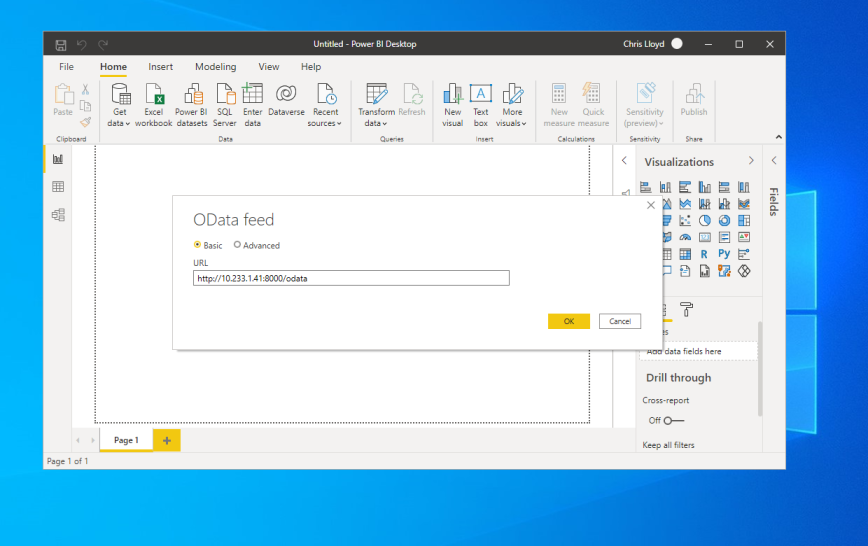 Untitled - Power BI Desktop
Chris Lloyd
File Home Insert Modeling View Help
Paste
Get data
Excel workbook
Power BI datasets
SQL Server
Enter data
Dataverse
Recent sources
Transform data
Refresh
New visual
Text box
More visuals
New measure
Quick measure
Sensitivity (preview)
Publish
Clipboard
Data
Queries
Insert
Calculations
Sensitivity
Share
Visualizations
Fields
OData feed
Basic Advanced
URL
http://10.233.1.41:8000/odata
OK Cancel
R Py
Add data fields here
Drill through
Cross-report
Off
Keep all filters
Page 1
Page 1 of 1